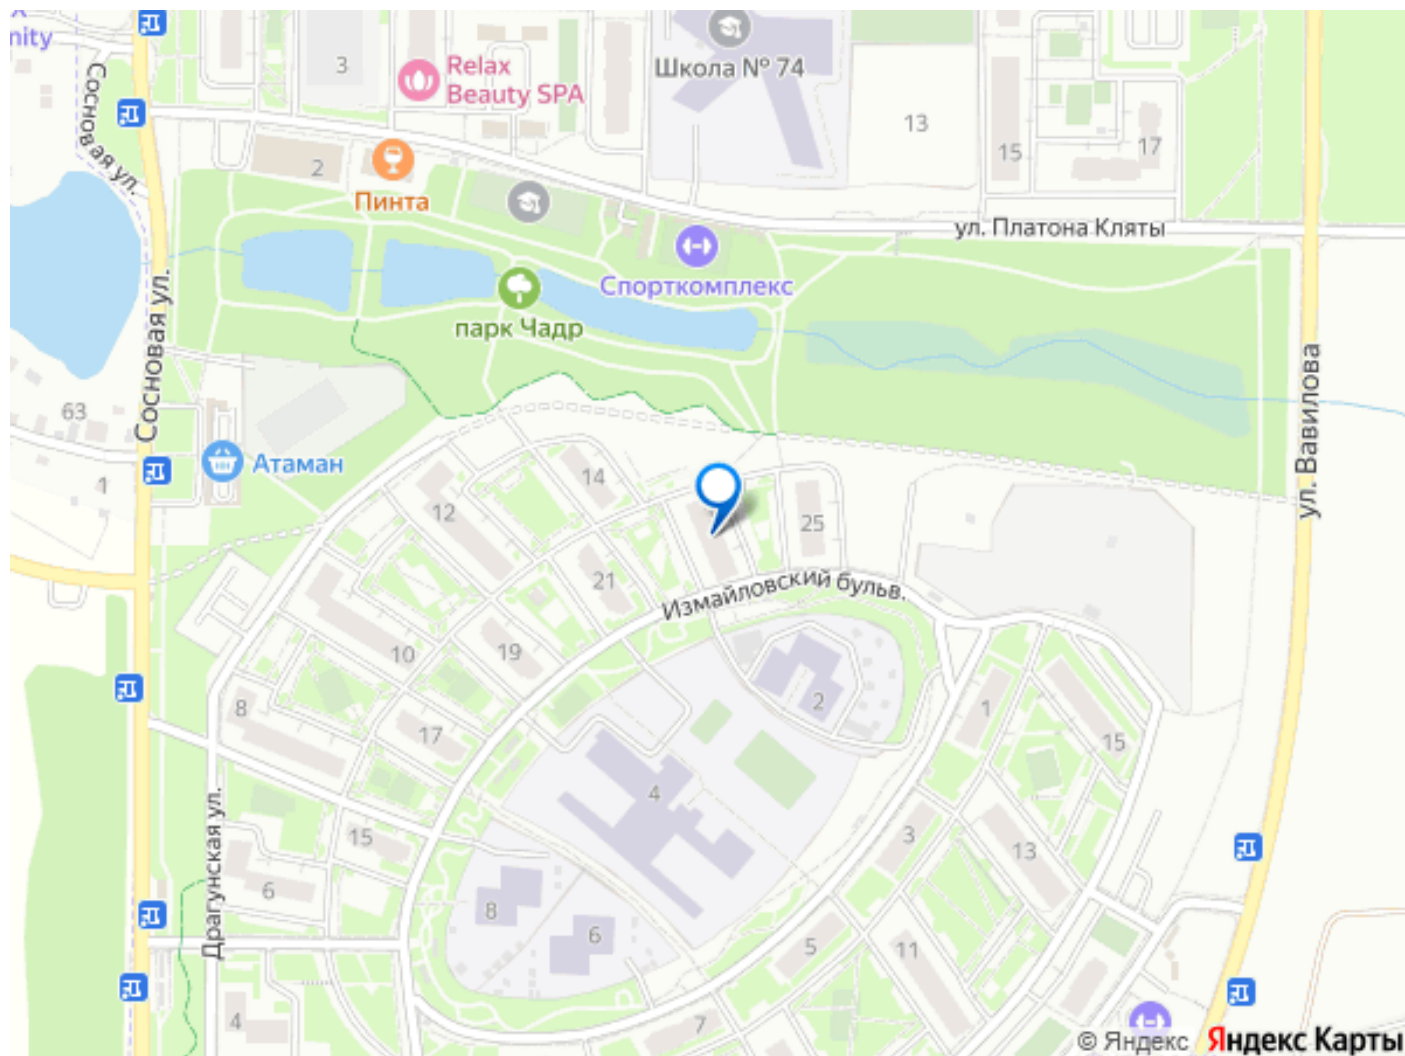 nity
Сосновая ул.
3
Relax
Beauty SPA
Школа № 74
13
15
17
2
Пинта
ул. Платона Кляты
Спорткомплекс
парк Чадр
Сосновая ул.
ул. Вавилова
63
Атаман
1
14
12
25
21
Измайловский бульв.
10
19
2
8
17
1
15
4
Драгунская ул.
15
3
13
6
8
6
5
11
4
7
© Яндекс Яндекс Карты